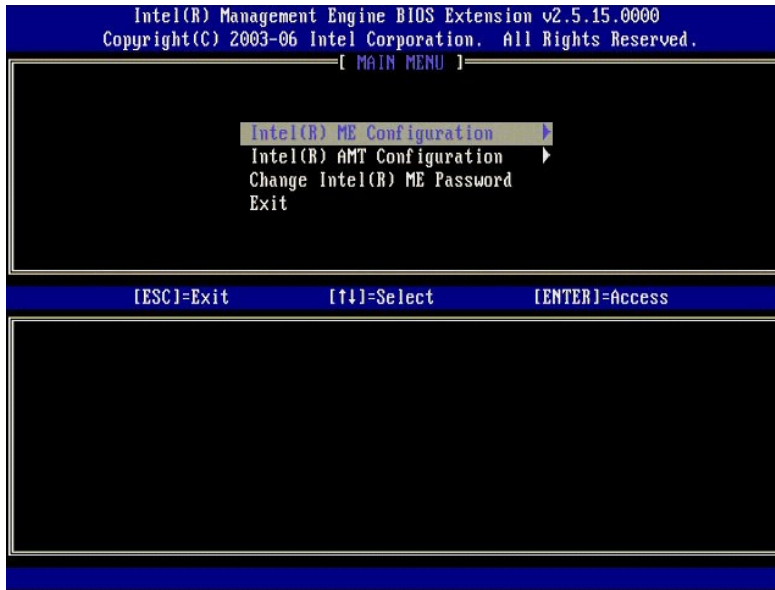 Intel(R) Management Engine BIOS Extension v2.5.15.0000
Copyright(C) 2003-06 Intel Corporation. All Rights Reserved.
[ MAIN MENU ]
Intel(R) ME Configuration ►
Intel(R) AMT Configuration ►
Change Intel(R) ME Password
Exit
[ESC]=Exit [↑↓]=Select [ENTER]=Access